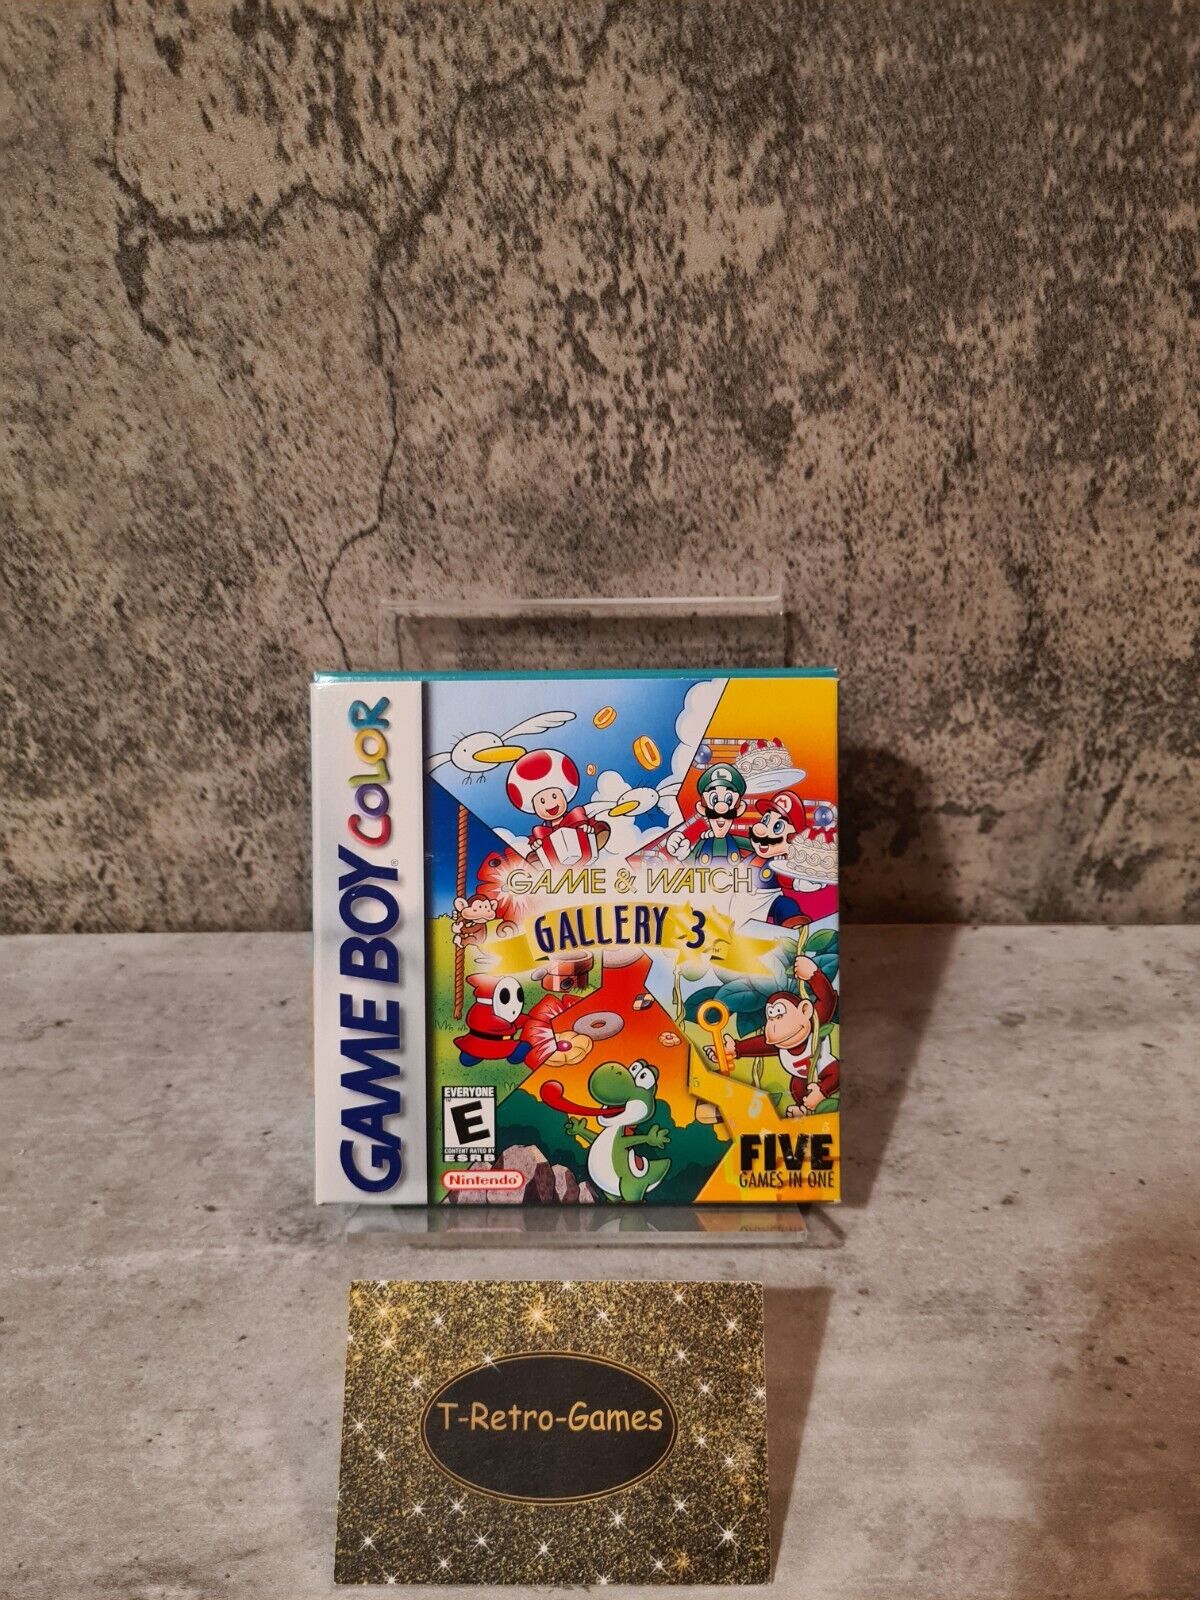 GAME BOY COLOR
GAME & WATCH
GALLERY 3
TM
EVERYONE
E
CONTENT RATED BY
ESRB
Nintendo
FIVE
GAMES IN ONE
T-Retro-Games